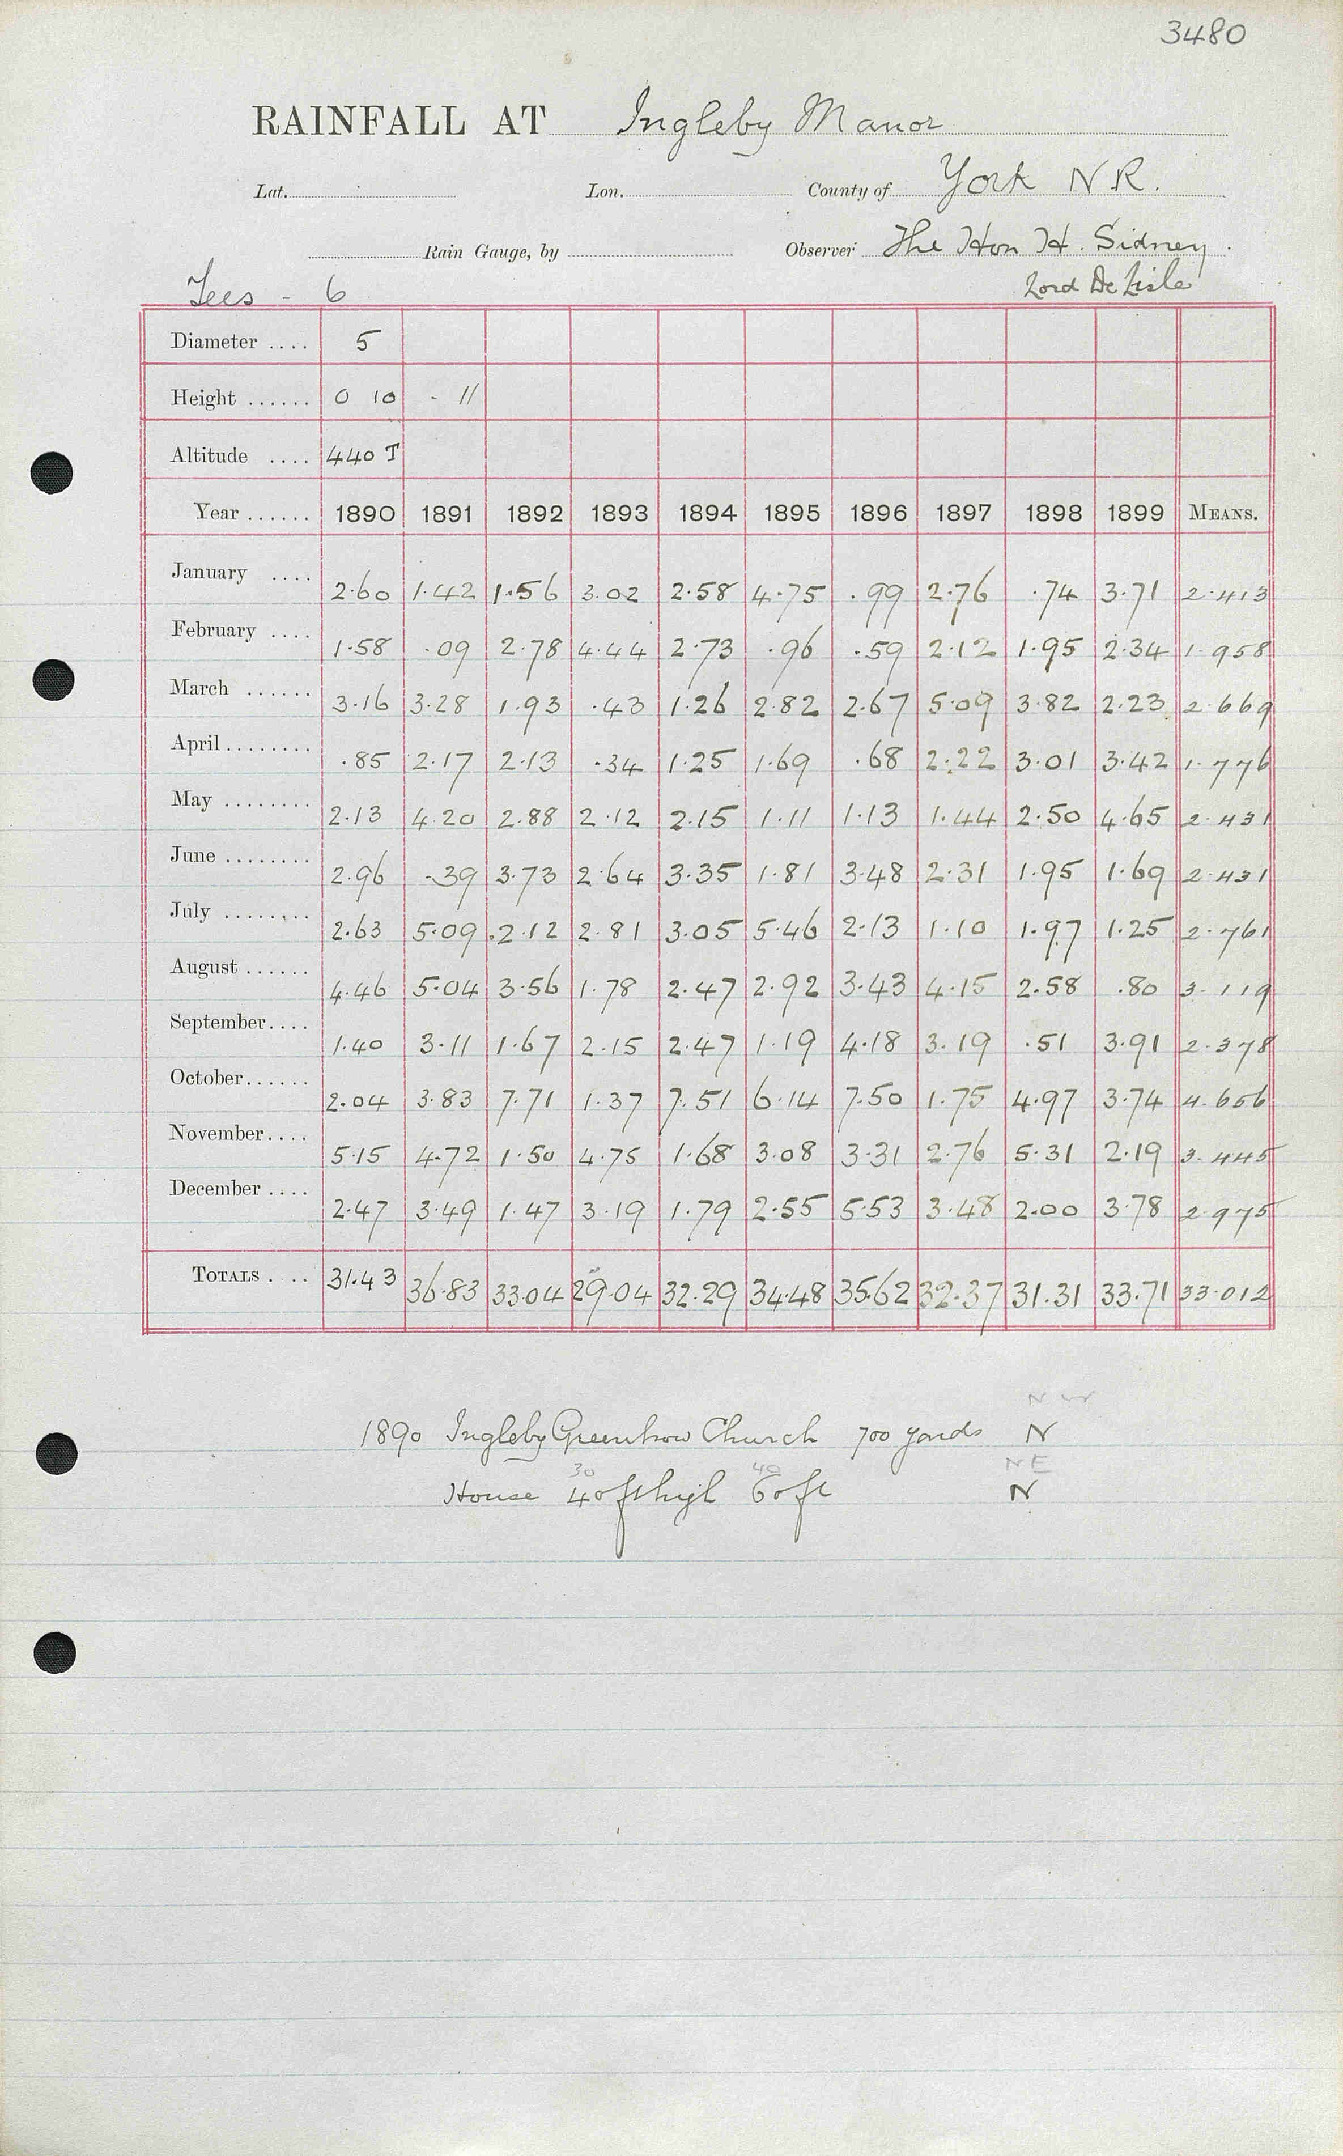 3480
RAINFALL AT Ingleby Manor
Lat. Lon. County of York N R.
Rain Gauge, by Observer The Hon H. Sidney.
Tees - 6 Lord De Lisle
Diameter .... 5
Height ...... 0 10 - 11
Altitude .... 440 T
Year ...... 1890 1891 1892 1893 1894 1895 1896 1897 1898 1899 MEANS.
January .... 2.60 1.42 1.56 3.02 2.58 4.75 .99 2.76 .74 3.71 2.413
February .... 1.58 .09 2.78 4.44 2.73 .96 .59 2.12 1.95 2.34 1.958
March ...... 3.16 3.28 1.93 .43 1.26 2.82 2.67 5.09 3.82 2.23 2.669
April ........ .85 2.17 2.13 .34 1.25 1.69 .68 2.22 3.01 3.42 1.776
May ........ 2.13 4.20 2.88 2.12 2.15 1.11 1.13 1.44 2.50 4.65 2.431
June ........ 2.96 .39 3.73 2.64 3.35 1.81 3.48 2.31 1.95 1.69 2.431
July ........ 2.63 5.09 2.12 2.81 3.05 5.46 2.13 1.10 1.97 1.25 2.761
August ...... 4.46 5.04 3.56 1.78 2.47 2.92 3.43 4.15 2.58 .80 3.119
September .... 1.40 3.11 1.67 2.15 2.47 1.19 4.18 3.19 .51 3.91 2.378
October ...... 2.04 3.83 7.71 1.37 7.51 6.14 7.50 1.75 4.97 3.74 4.656
November .... 5.15 4.72 1.50 4.75 1.68 3.08 3.31 2.76 5.31 2.19 3.445
December .... 2.47 3.49 1.47 3.19 1.79 2.55 5.53 3.48 2.00 3.78 2.975
TOTALS .... 31.43 36.83 33.04 29.04 32.29 34.48 35.62 32.37 31.31 33.71 33.012
N W
1890 Ingleby Greenhow Church 700 yards N
30 40 NE
House 40 ft high 60 ft N